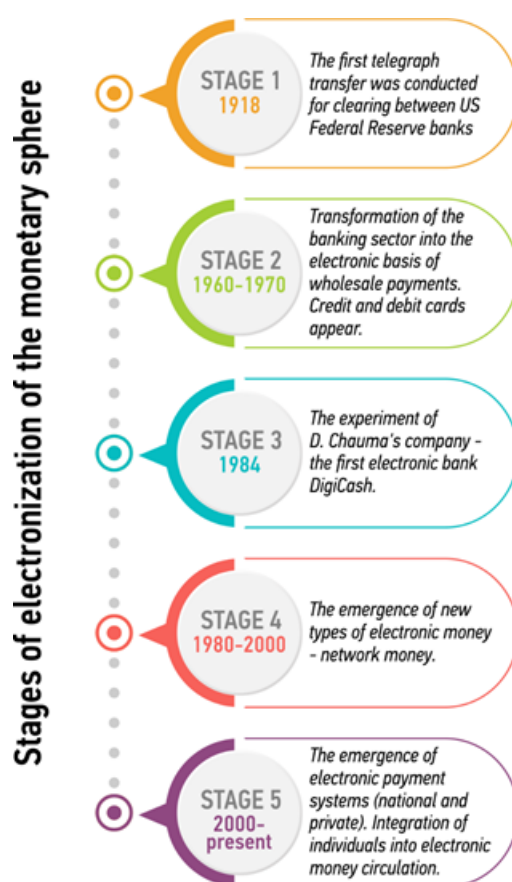 Stages of electronization of the monetary sphere
STAGE 1
1918
The first telegraph
transfer was conducted
for clearing between US
Federal Reserve banks
STAGE 2
1960-1970
Transformation of the
banking sector into the
electronic basis of
wholesale payments.
Credit and debit cards
appear.
STAGE 3
1984
The experiment of
D. Chauma's company -
the first electronic bank
DigiCash.
STAGE 4
1980-2000
The emergence of new
types of electronic money
- network money.
STAGE 5
2000-
present
The emergence of
electronic payment
systems (national and
private). Integration of
individuals into electronic
money circulation.